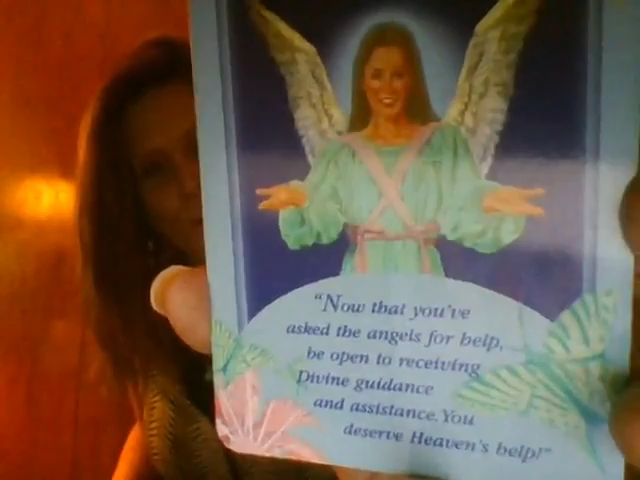 "Now that you've
asked the angels for help,
be open to receiving
Divine guidance
and assistance. You
deserve Heaven's help!"